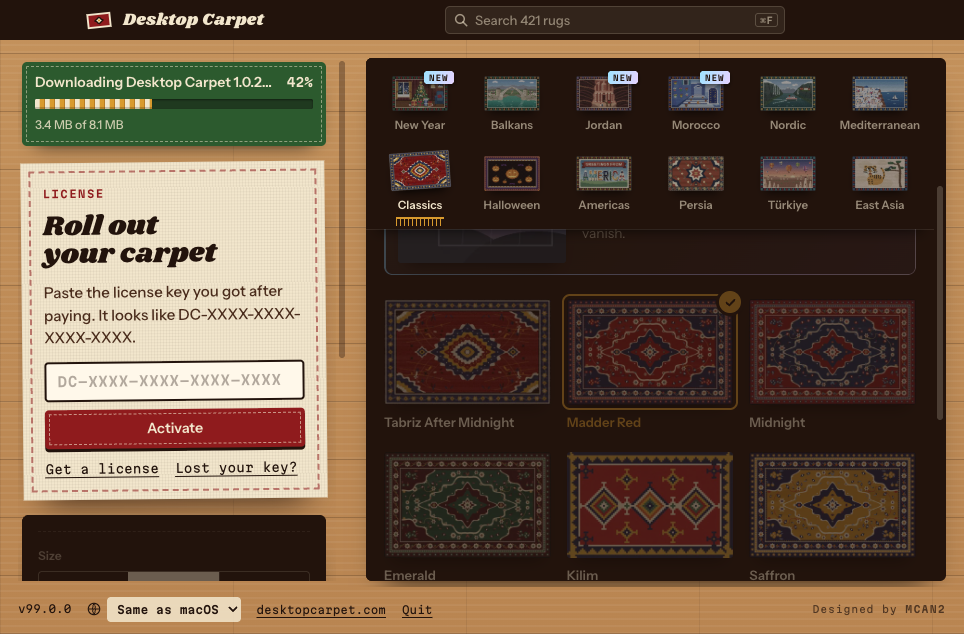 Desktop Carpet
Search 421 rugs
⌘F
Downloading Desktop Carpet 1.0.2... 42%
3.4 MB of 8.1 MB
LICENSE
Roll out
your carpet
Paste the license key you got after
paying. It looks like DC-XXXX-XXXX-
XXXX-XXXX.
DC-XXXX-XXXX-XXXX-XXXX
Activate
Get a license Lost your key?
Size
NEW NEW NEW
New Year Balkans Jordan Morocco Nordic Mediterranean
Classics Halloween Americas Persia Türkiye East Asia
vanish.
Tabriz After Midnight Madder Red Midnight
Emerald Kilim Saffron
v99.0.0 Same as macOS desktopcarpet.com Quit
Designed by MCAN2